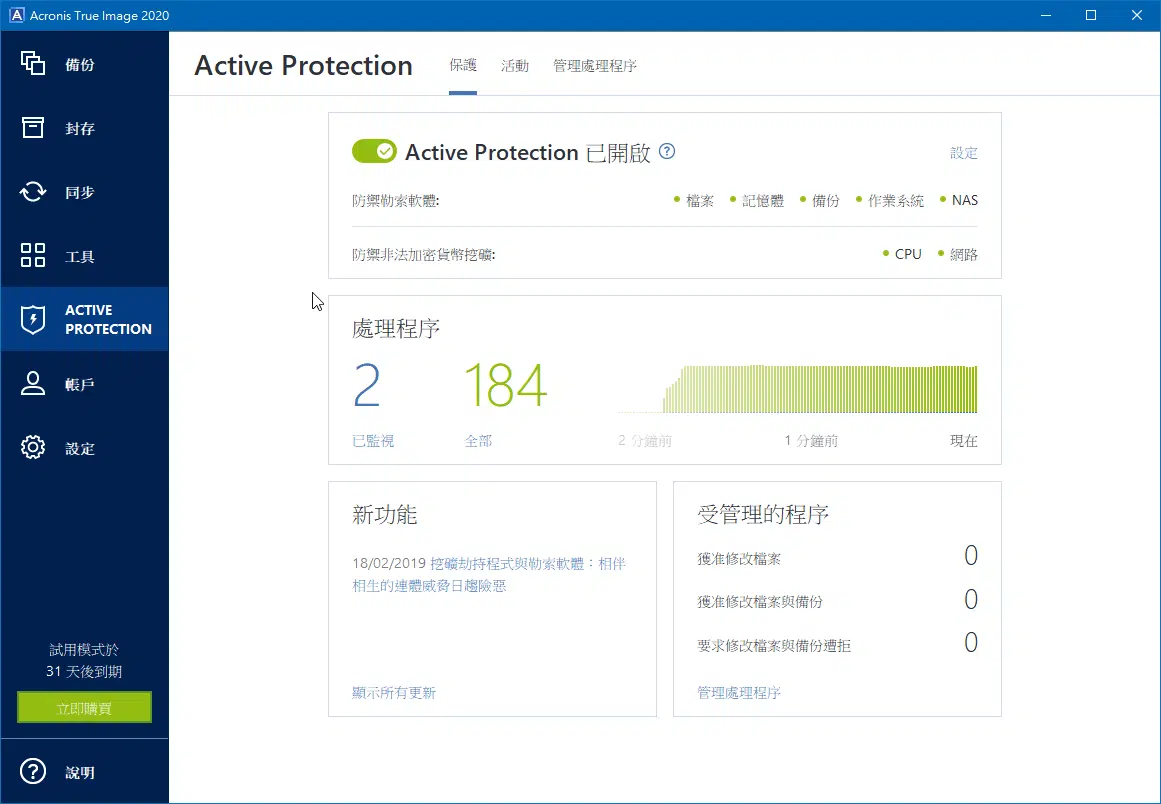 Acronis True Image 2020
備份
封存
同步
工具
ACTIVE
PROTECTION
帳戶
設定
試用模式於
31 天後到期
立即購買
說明
Active Protection 保護 活動 管理處理程序
Active Protection 已開啟 設定
防禦勒索軟體: 檔案 記憶體 備份 作業系統 NAS
防禦非法加密貨幣挖礦: CPU 網路
處理程序
2 184
已監視 全部 2 分鐘前 1 分鐘前 現在
新功能
18/02/2019 挖礦劫持程式與勒索軟體：相伴
相生的連體威脅日趨險惡
顯示所有更新
受管理的程序
獲准修改檔案 0
獲准修改檔案與備份 0
要求修改檔案與備份遭拒 0
管理處理程序